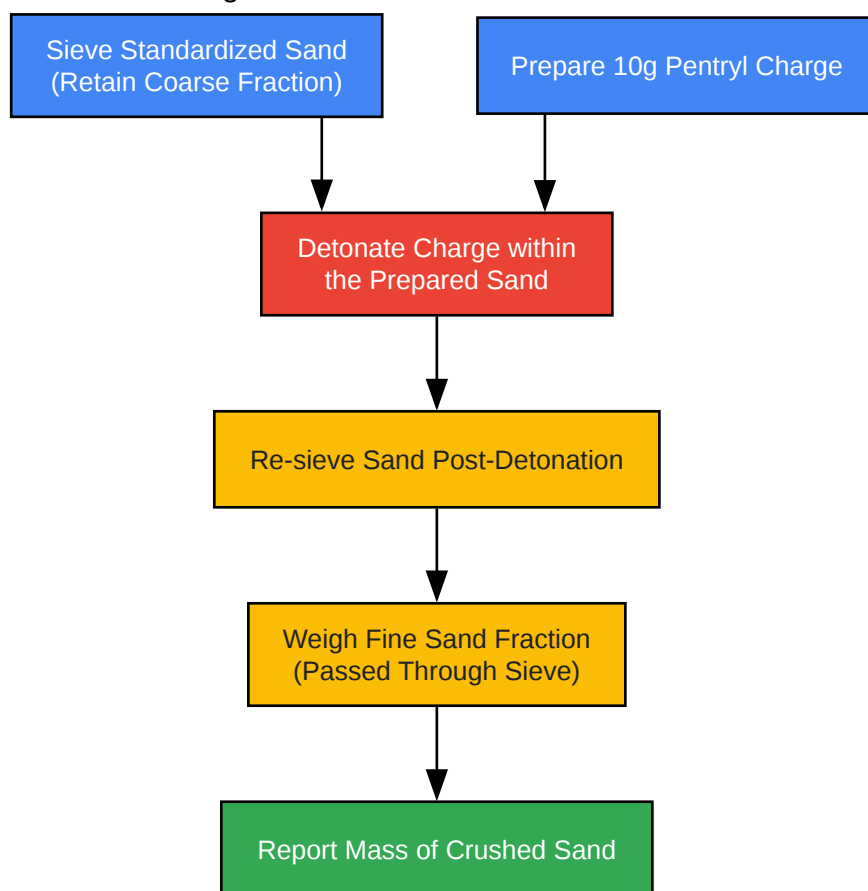 Sieve Standardized Sand
(Retain Coarse Fraction)
Prepare 10g Pentryl Charge
Detonate Charge within
the Prepared Sand
Re-sieve Sand Post-Detonation
Weigh Fine Sand Fraction
(Passed Through Sieve)
Report Mass of Crushed Sand